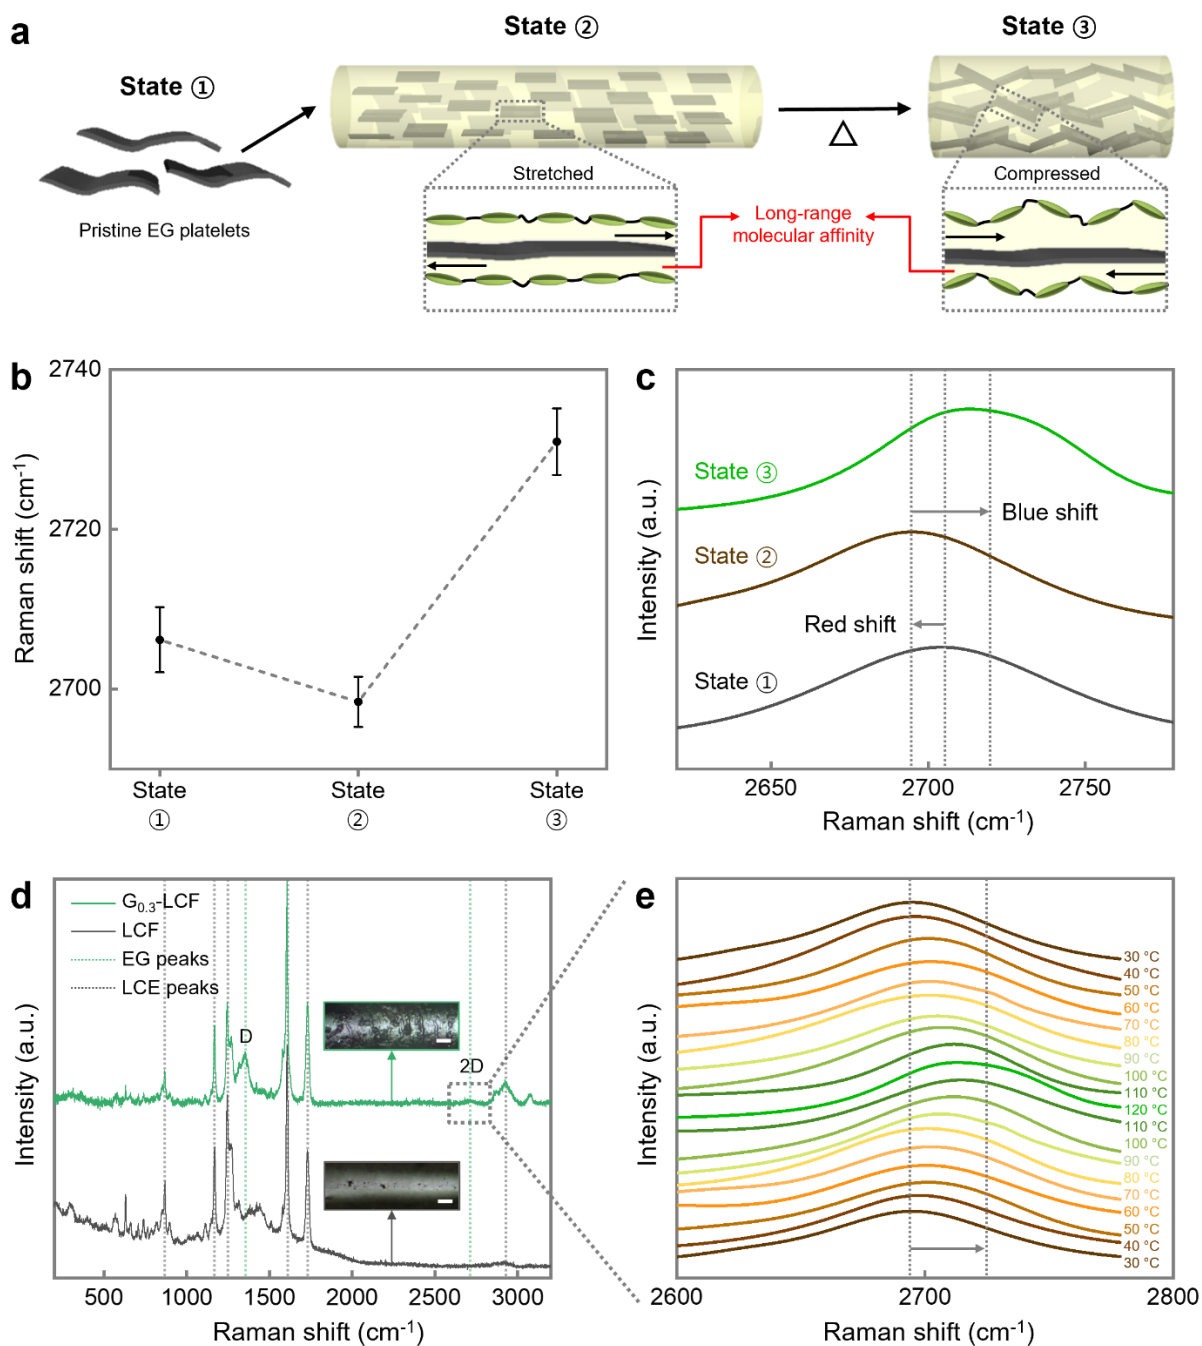 a
State ①
State ②
State ③
Pristine EG platelets
Stretched
Compressed
Long-range
molecular affinity
b
Raman shift (cm⁻¹)
2740
2720
2700
State
①
State
②
State
③
c
Intensity (a.u.)
State ③
Blue shift
State ②
Red shift
State ①
2650
2700
2750
Raman shift (cm⁻¹)
d
G₀.₃-LCF
LCF
EG peaks
LCE peaks
D
2D
Intensity (a.u.)
500
1000
1500
2000
2500
3000
Raman shift (cm⁻¹)
e
Intensity (a.u.)
30 °C
40 °C
50 °C
60 °C
70 °C
80 °C
90 °C
100 °C
110 °C
120 °C
110 °C
100 °C
90 °C
80 °C
70 °C
60 °C
50 °C
40 °C
30 °C
2600
2700
2800
Raman shift (cm⁻¹)